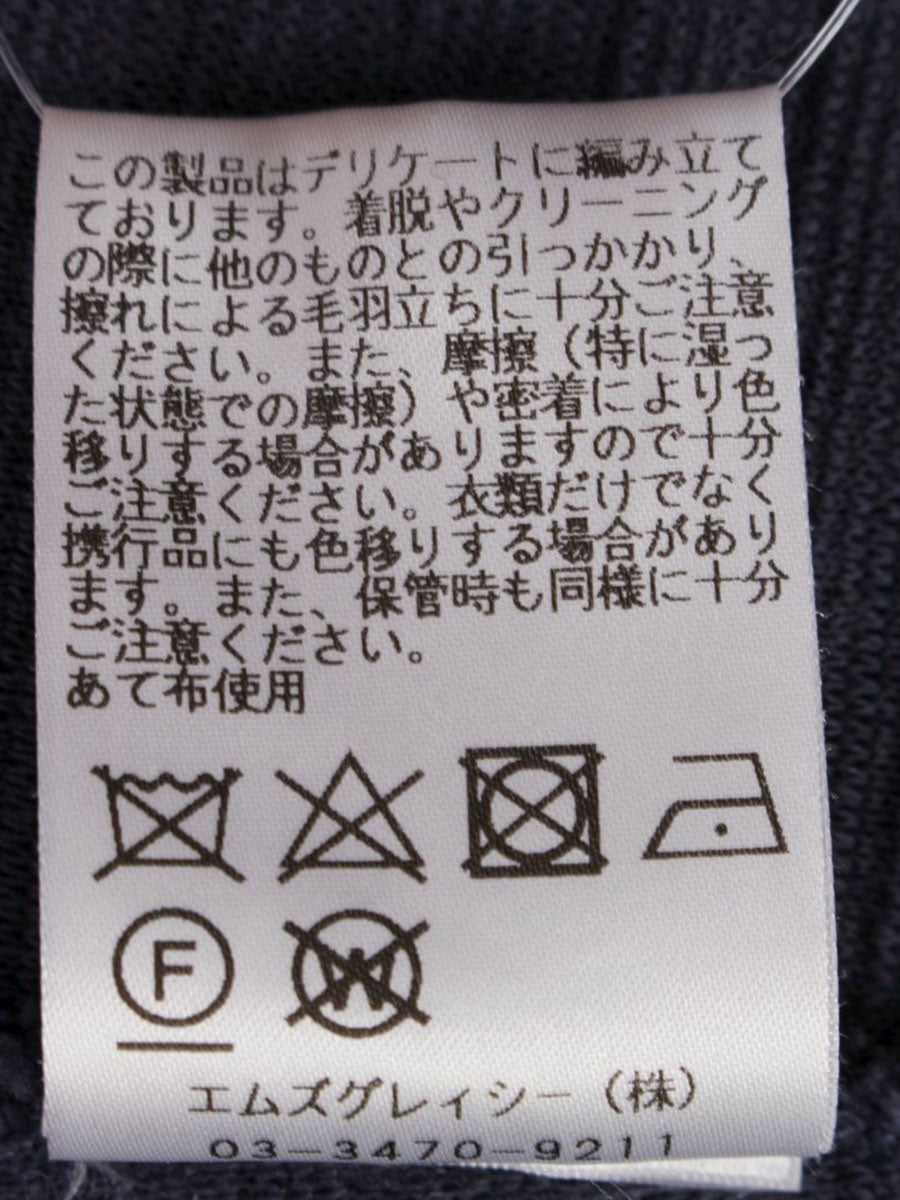 この製品はデリケートに編み立て
ております。着脱やクリーニング
の際に他のものとの引っかかり、
擦れによる毛羽立ちに十分ご注意
ください。また、摩擦（特に湿っ
た状態での摩擦）や密着により色
移りする場合がありますので十分
ご注意ください。衣類だけでなく
携行品にも色移りする場合があり
ます。また、保管時も同様に十分
ご注意ください。
あて布使用
F
W
エムズグレィシー（株）
03-3470-9211